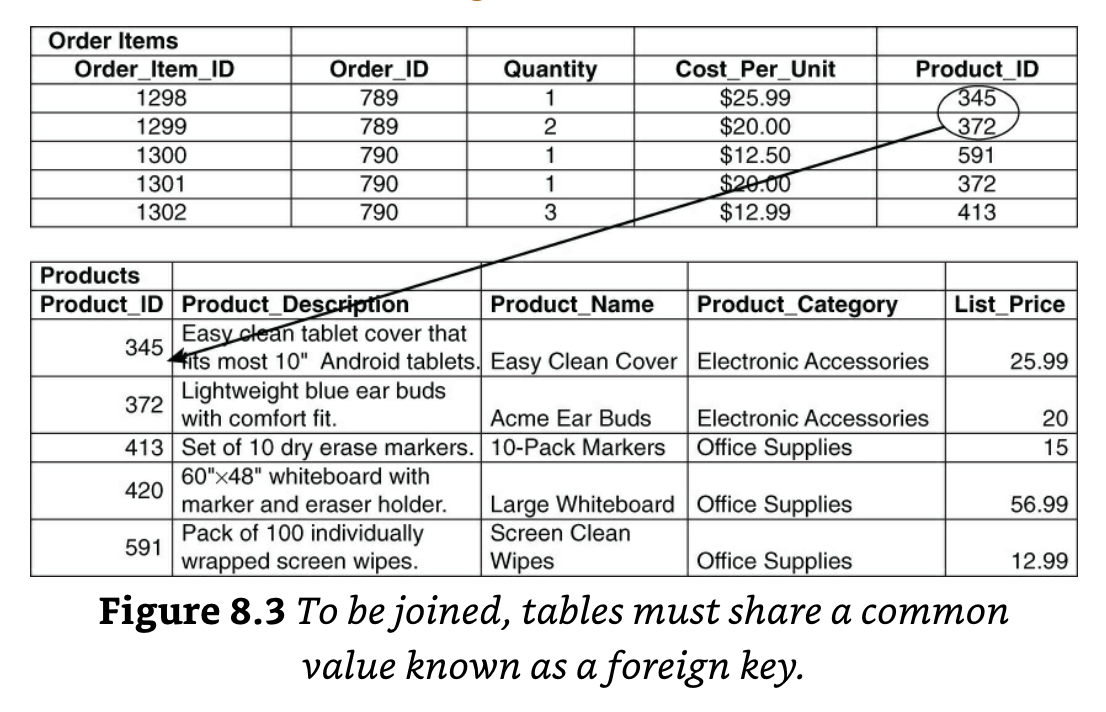 Order Items
Order_Item_ID Order_ID Quantity Cost_Per_Unit Product_ID
1298 789 1 $25.99 345
1299 789 2 $20.00 372
1300 790 1 $12.50 591
1301 790 1 $20.00 372
1302 790 3 $12.99 413
Products
Product_ID Product_Description Product_Name Product_Category List_Price
345 Easy clean tablet cover that
fits most 10" Android tablets. Easy Clean Cover Electronic Accessories 25.99
372 Lightweight blue ear buds
with comfort fit. Acme Ear Buds Electronic Accessories 20
413 Set of 10 dry erase markers. 10-Pack Markers Office Supplies 15
420 60"×48" whiteboard with
marker and eraser holder. Large Whiteboard Office Supplies 56.99
591 Pack of 100 individually Screen Clean
wrapped screen wipes. Wipes Office Supplies 12.99
Figure 8.3 To be joined, tables must share a common
value known as a foreign key.